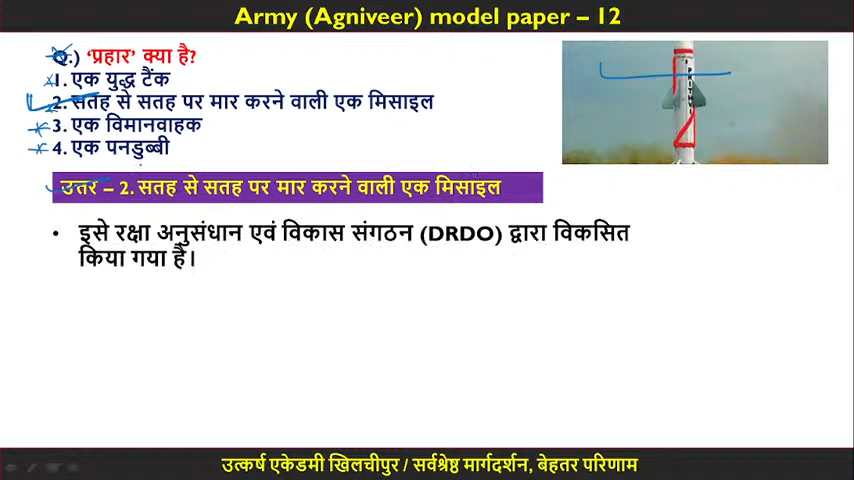 Army (Agniveer) model paper – 12
Q.) ‘प्रहार’ क्या है?
1. एक युद्ध टैंक
2. सतह से सतह पर मार करने वाली एक मिसाइल
3. एक विमानवाहक
4. एक पनडुब्बी
उत्तर – 2. सतह से सतह पर मार करने वाली एक मिसाइल
• इसे रक्षा अनुसंधान एवं विकास संगठन (DRDO) द्वारा विकसित
किया गया है।
PRITHVI
उत्कर्ष एकेडमी खिलचीपुर / सर्वश्रेष्ठ मार्गदर्शन, बेहतर परिणाम